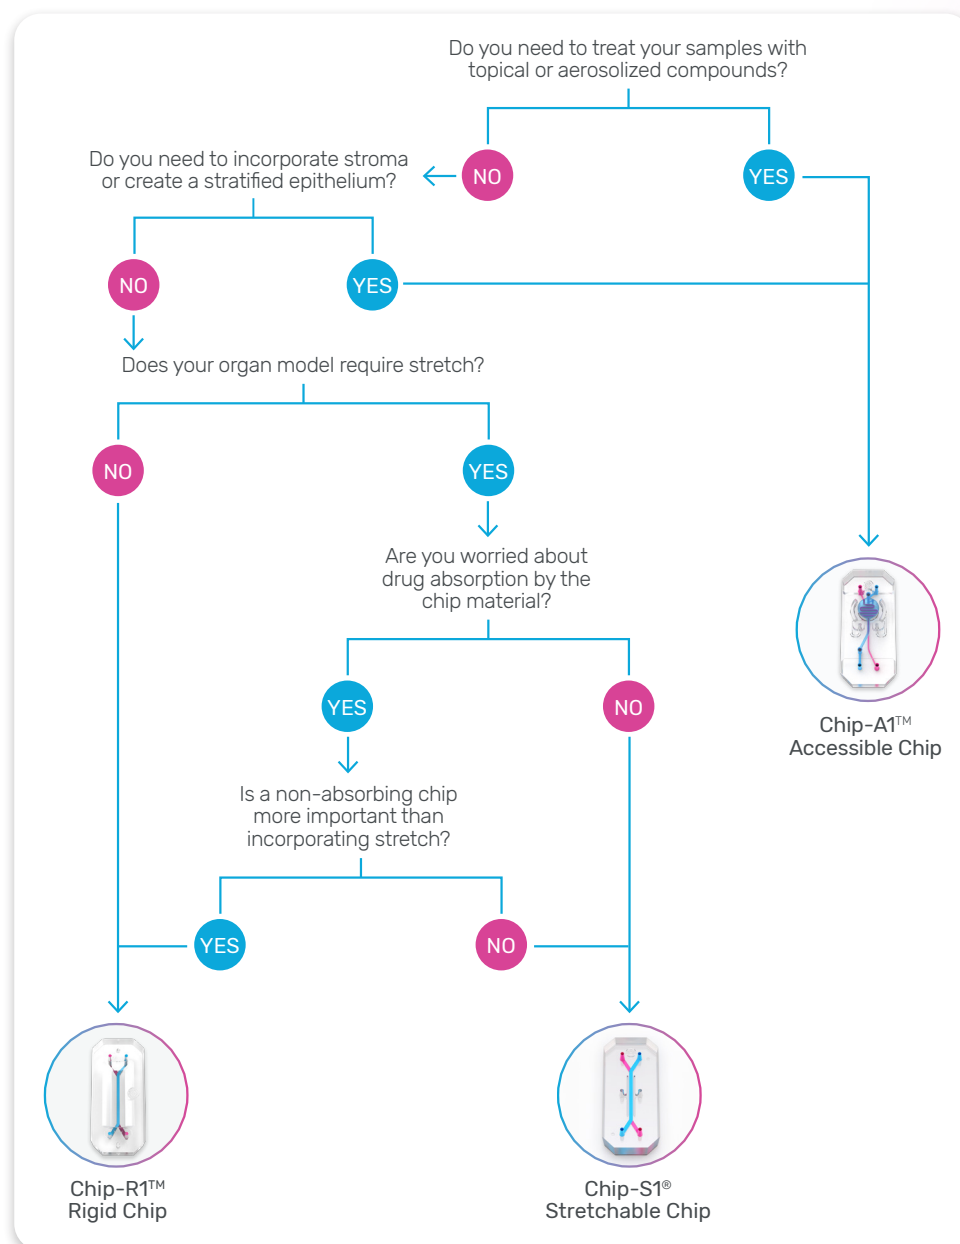 Do you need to treat your samples with
topical or aerosolized compounds?
NO
YES
Do you need to incorporate stroma
or create a stratified epithelium?
NO
YES
Does your organ model require stretch?
NO
YES
Are you worried about
drug absorption by the
chip material?
YES
NO
Chip-A1™
Accessible Chip
Is a non-absorbing chip
more important than
incorporating stretch?
YES
NO
Chip-R1™
Rigid Chip
Chip-S1®
Stretchable Chip